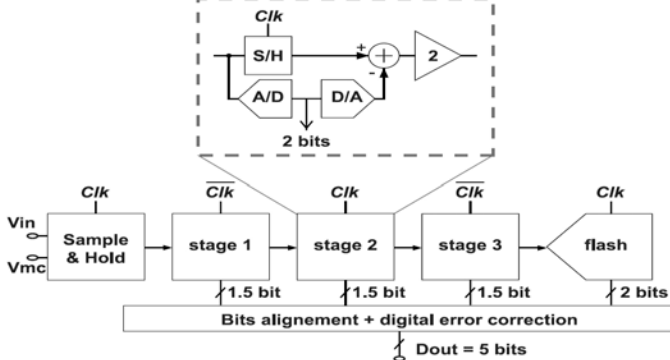 Clk
S/H
+
2
-
A/D
D/A
2 bits
Clk
Clk
Clk
Clk
Clk
Vin
Vmc
Sample
& Hold
stage 1
stage 2
stage 3
flash
1.5 bit
1.5 bit
1.5 bit
2 bits
Bits alignement + digital error correction
Dout = 5 bits